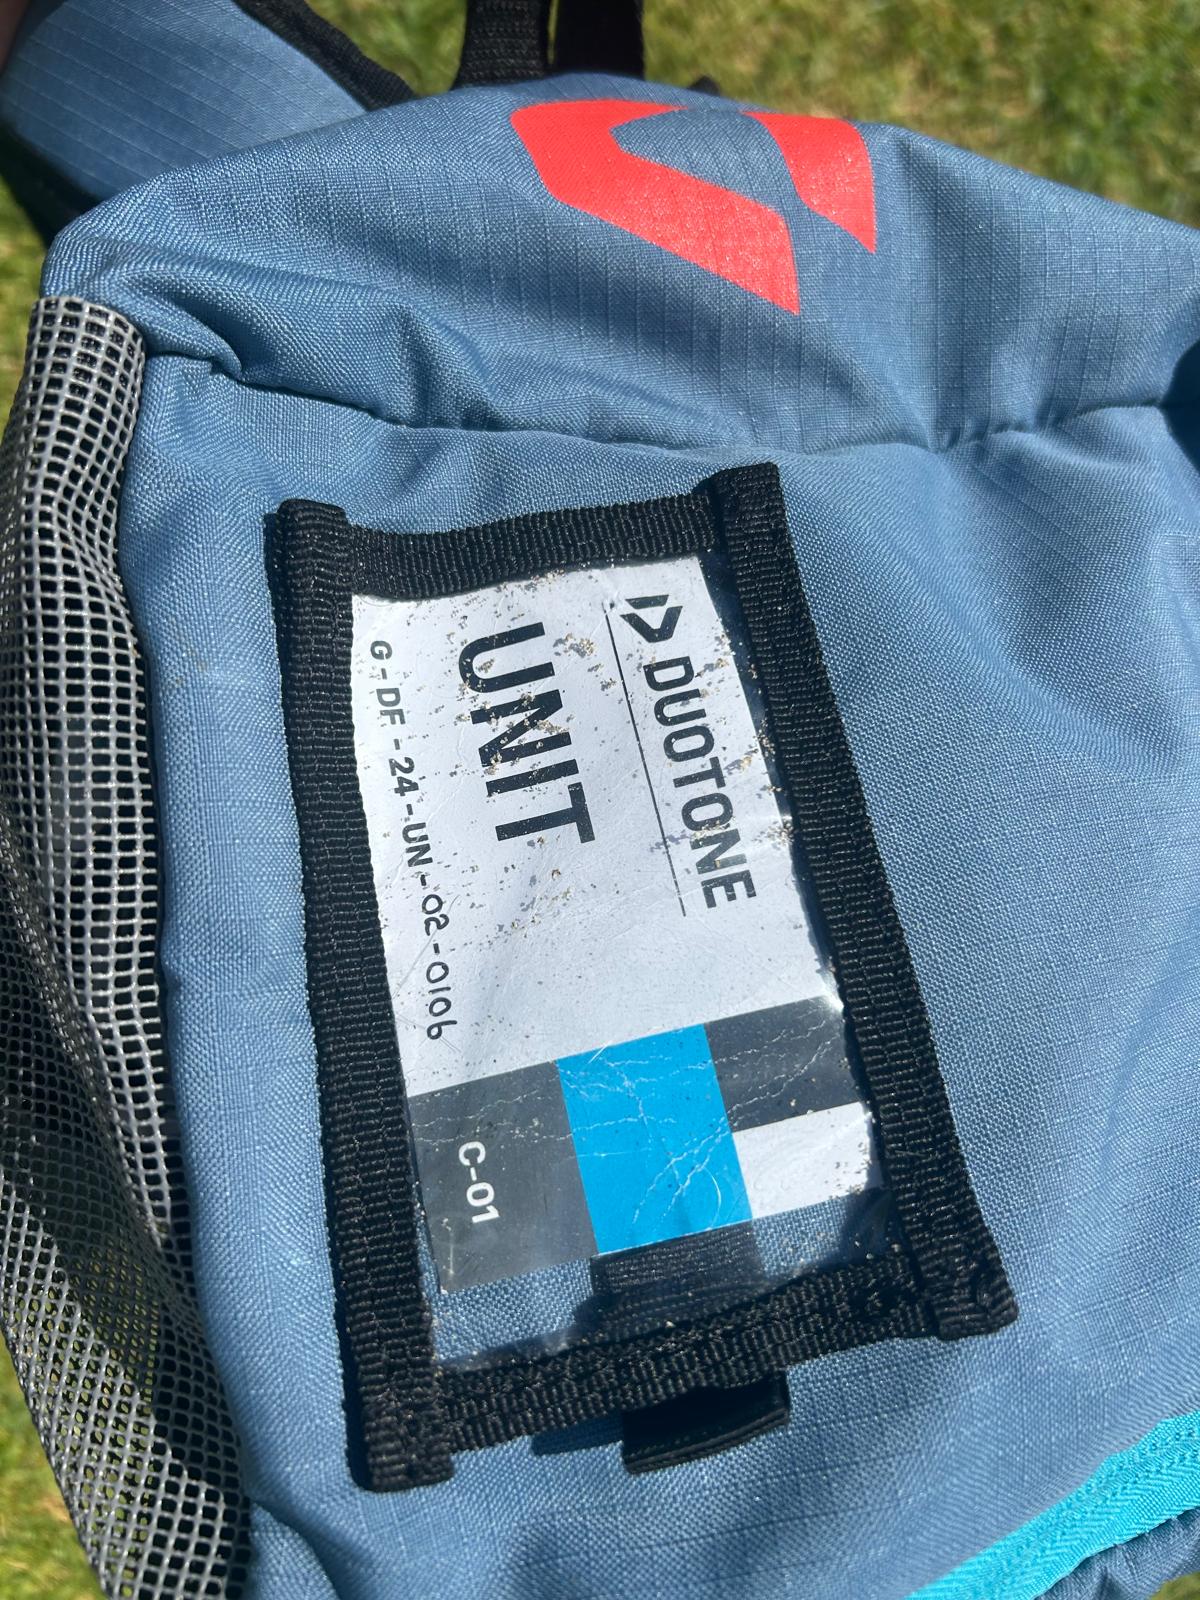 DUOTONE
UNIT
G-DF-24-UN-02-0106
C-01